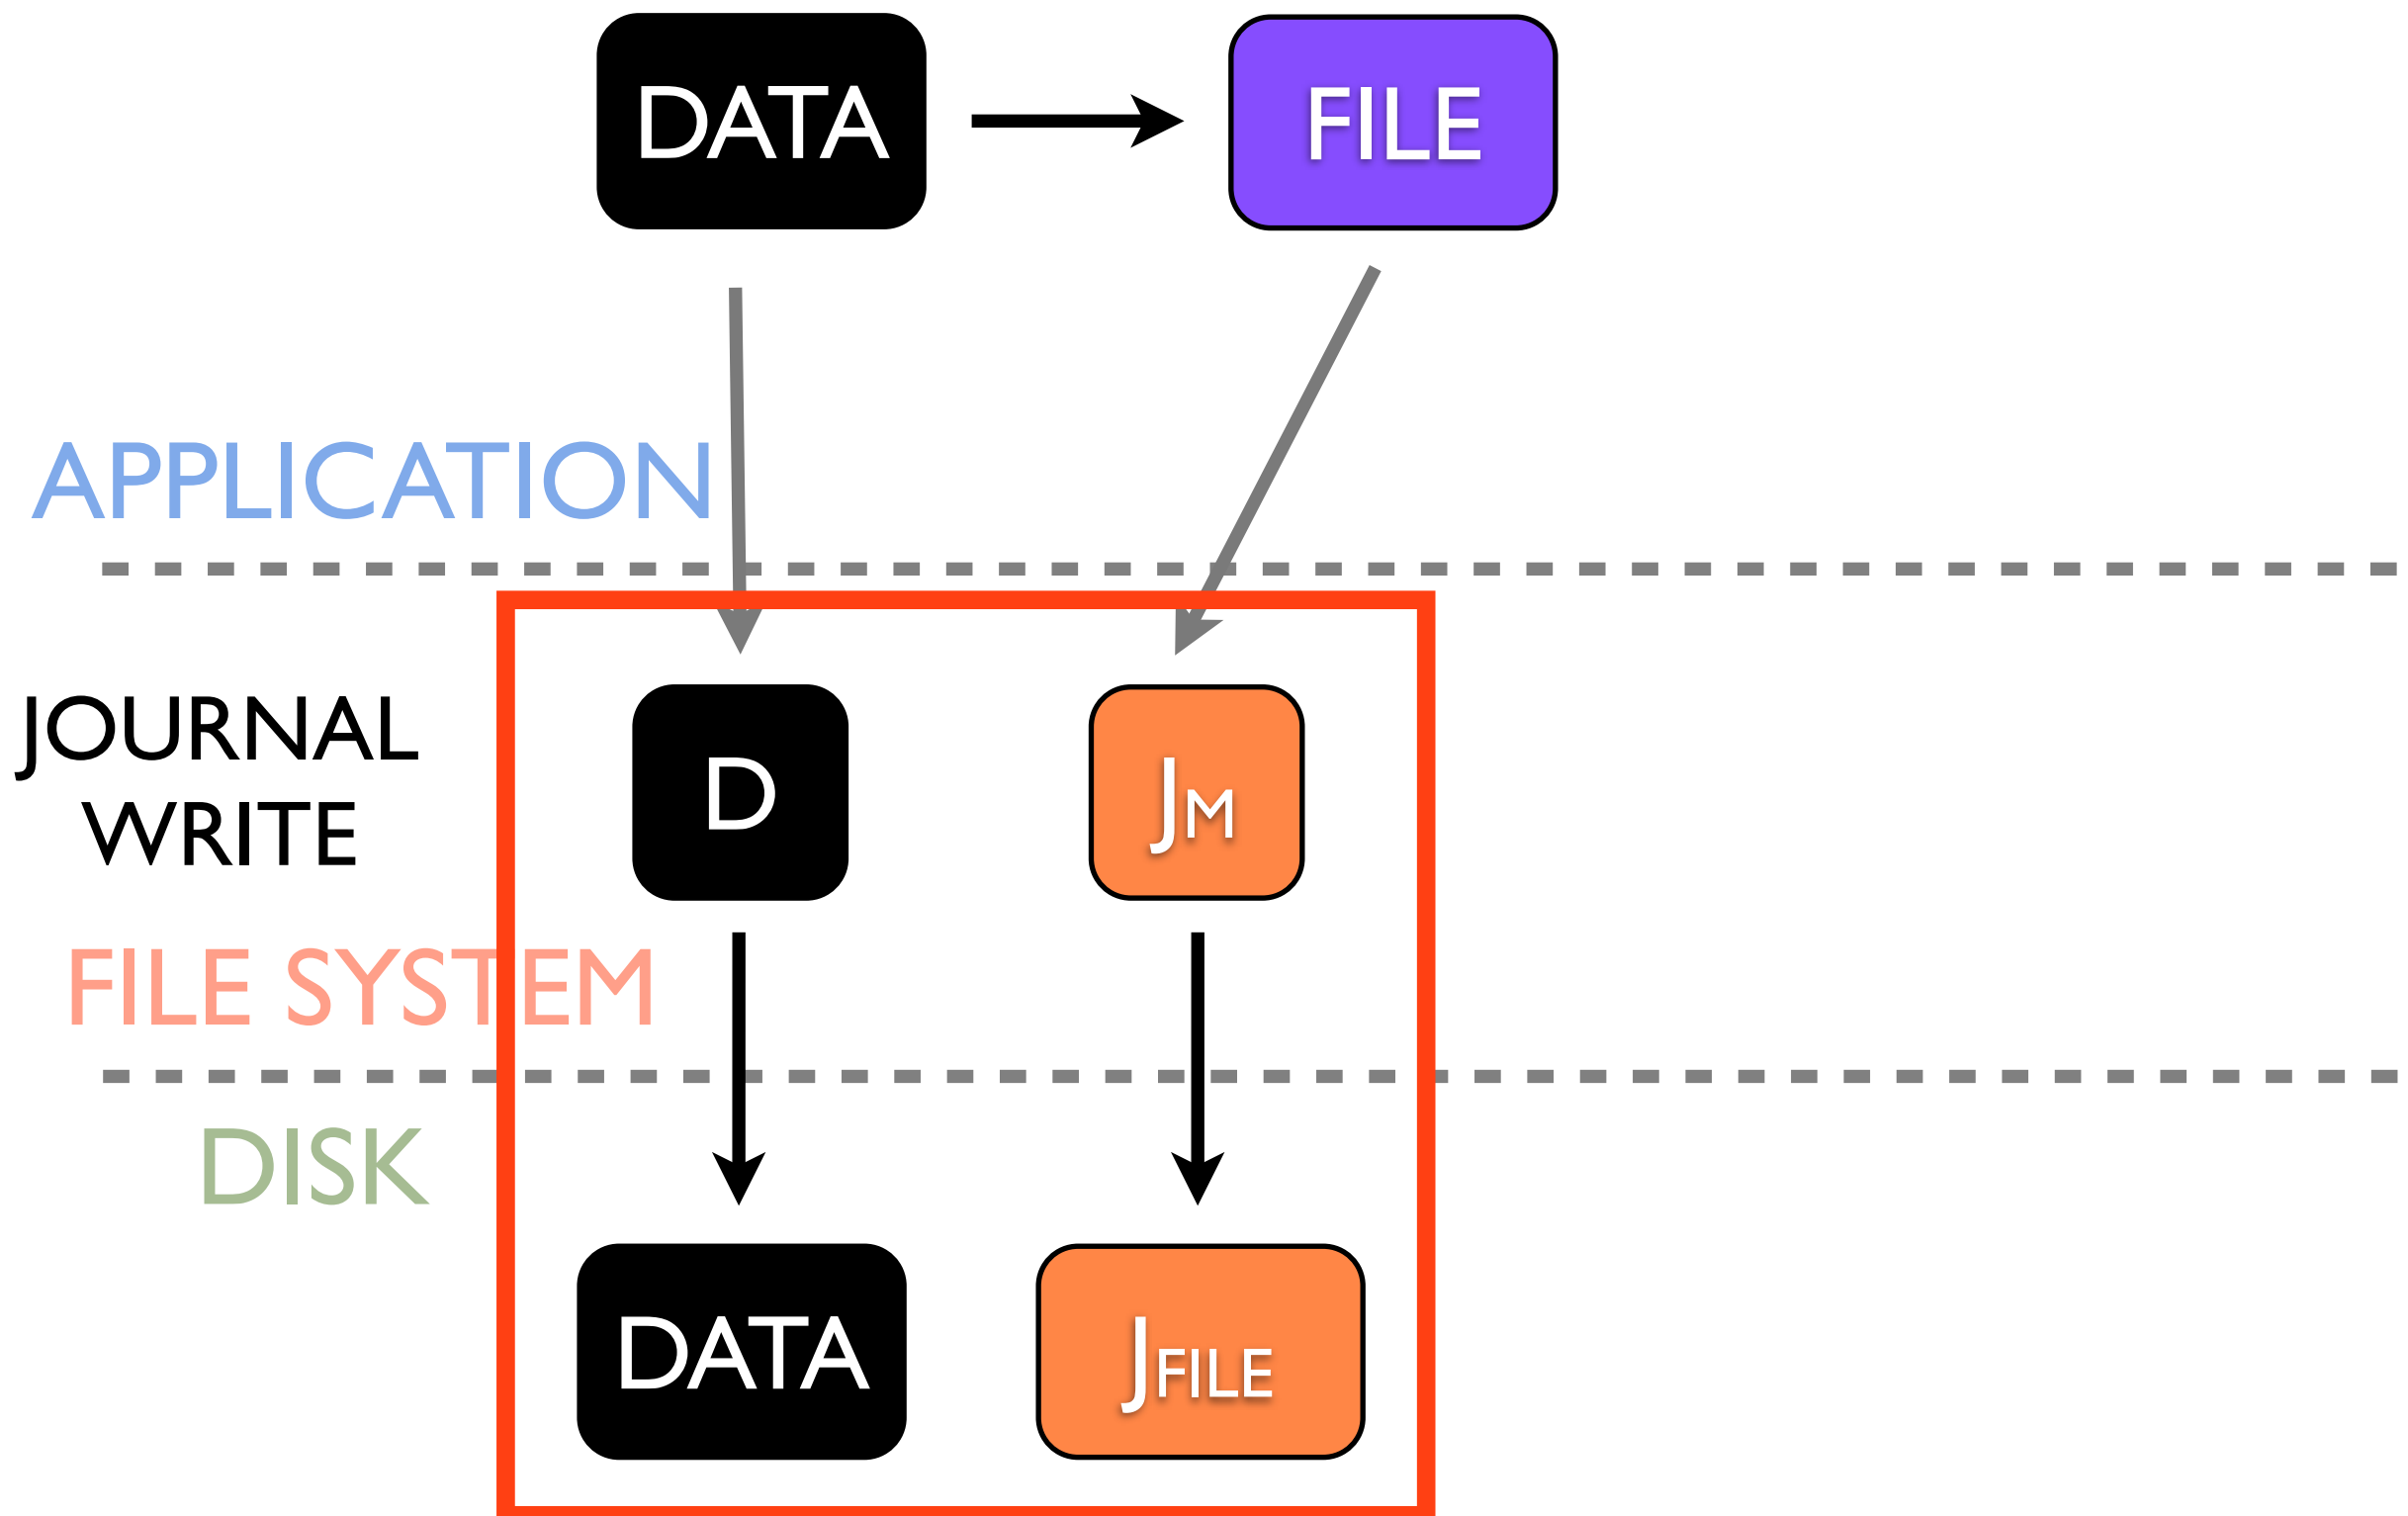 DATA
FILE
APPLICATION
JOURNAL
WRITE
D
JM
FILE SYSTEM
DISK
DATA
JFILE